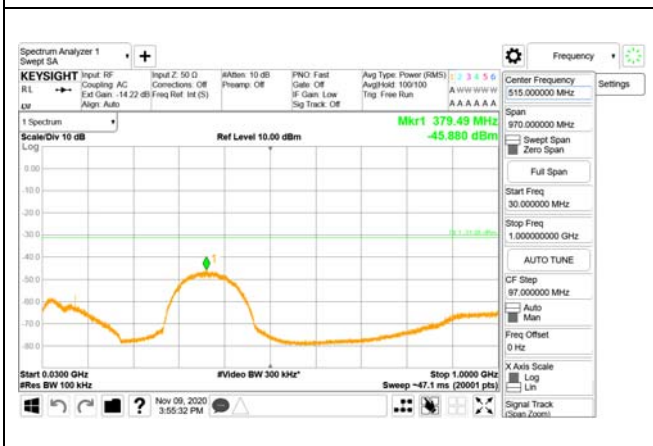 Spectrum Analyzer 1
Swept SA
+
Frequency
KEYSIGHT
RL
Input: RF
Coupling: AC
Ext Gain: -14.22 dB
Align: Auto
Input Z: 50 Ω
Corrections: Off
Freq Ref: Int (S)
#Atten: 10 dB
Preamp: Off
PNO: Fast
Gate: Off
IF Gain: Low
Sig Track: Off
Avg Type: Power (RMS)
Avg|Hold: 100/100
Trig: Free Run
1 2 3 4 5 6
A W W W W W
A A A A A A
1 Spectrum
Scale/Div 10 dB
Log
Ref Level 10.00 dBm
Mkr1 379.49 MHz
-45.880 dBm
0.00
-10.0
-20.0
-30.0
-40.0
-50.0
-60.0
-70.0
-80.0
1
Start 0.0300 GHz
#Res BW 100 kHz
#Video BW 300 kHz*
Stop 1.0000 GHz
Sweep ~47.1 ms (20001 pts)
Nov 09, 2020
3:55:32 PM
?
Center Frequency
515.000000 MHz
Settings
Span
970.000000 MHz
Swept Span
Zero Span
Full Span
Start Freq
30.000000 MHz
Stop Freq
1.000000000 GHz
AUTO TUNE
CF Step
97.000000 MHz
Auto
Man
Freq Offset
0 Hz
X Axis Scale
Log
Lin
Signal Track
(Span Zoom)